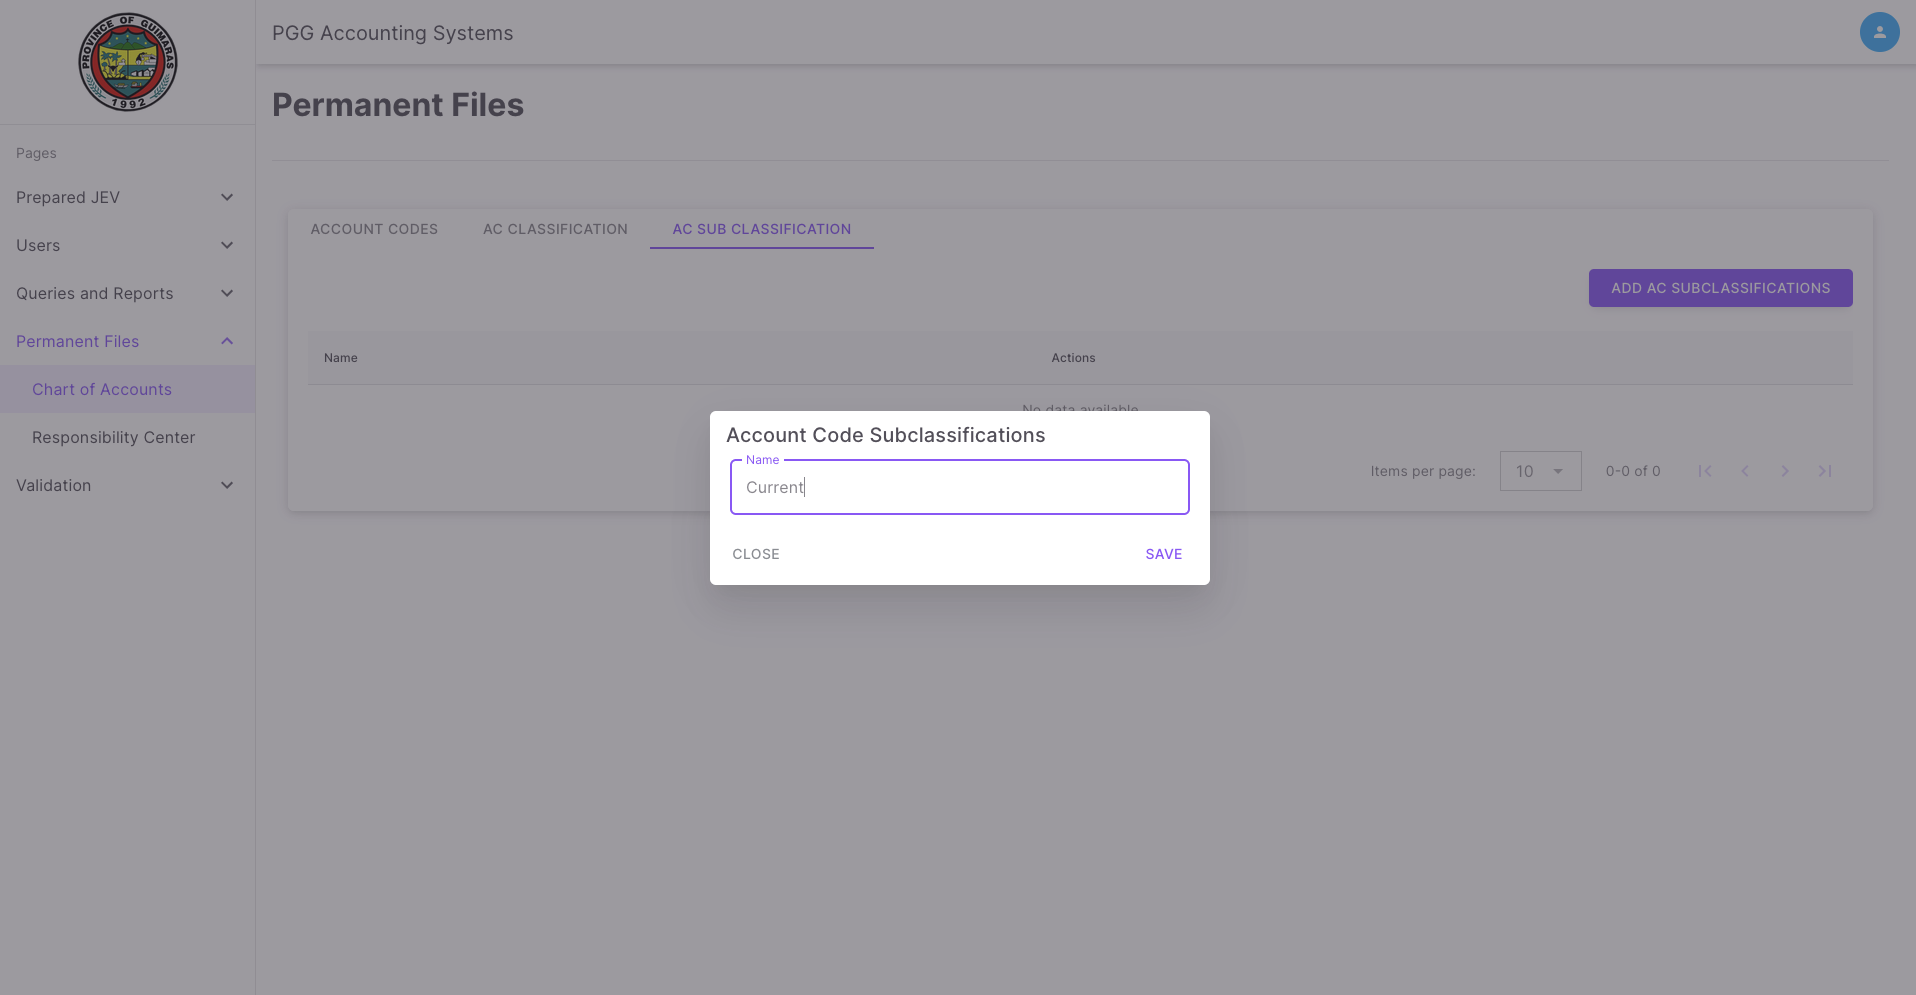 PROVINCE OF GUIMARAS
1992
PGG Accounting Systems
Permanent Files
Pages
Prepared JEV
Users
Queries and Reports
Permanent Files
Chart of Accounts
Responsibility Center
Validation
ACCOUNT CODES
AC CLASSIFICATION
AC SUB CLASSIFICATION
ADD AC SUBCLASSIFICATIONS
Name
Actions
No data available
Account Code Subclassifications
Name
Current
CLOSE
SAVE
Items per page:
10
0-0 of 0